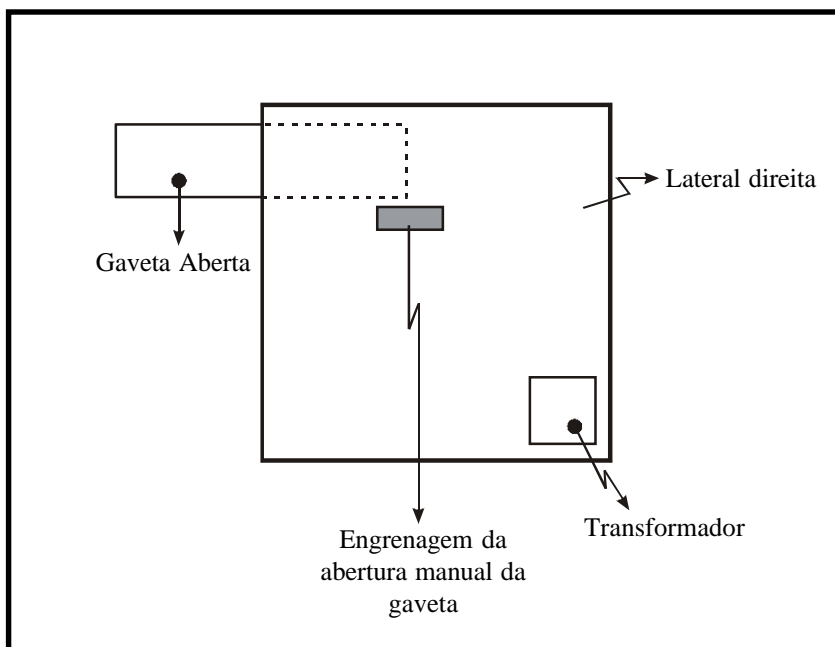 Lateral direita
Gaveta Aberta
Transformador
Engrenagem da
abertura manual da
gaveta